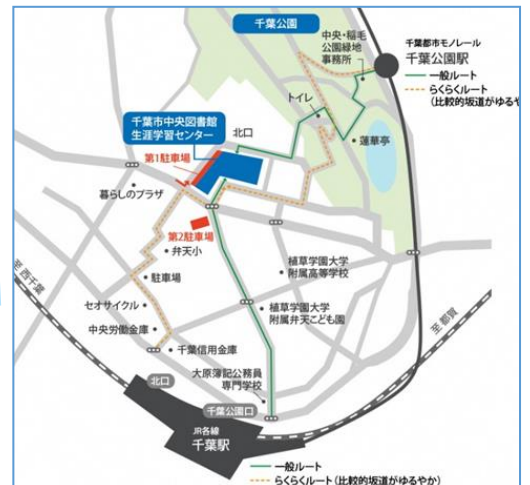 千葉公園
中央・稲毛
公園緑地
事務所
千葉都市モノレール
千葉公園駅
一般ルート
らくらくルート
(比較的坂道がゆるや
トイレ
蓮華亭
千葉市中央図書館
生涯学習センター
北口
第1駐車場
暮らしのプラザ
第2駐車場
弁天小
至西千葉
駐車場
植草学園大学
附属高等学校
セオサイクル
植草学園大学
附属弁天こども園
至都賀
中央労働金庫
千葉信用金庫
大原簿記公務員
専門学校
北口
千葉公園口
JR各線
千葉駅
一般ルート
らくらくルート(比較的坂道がゆるやか)